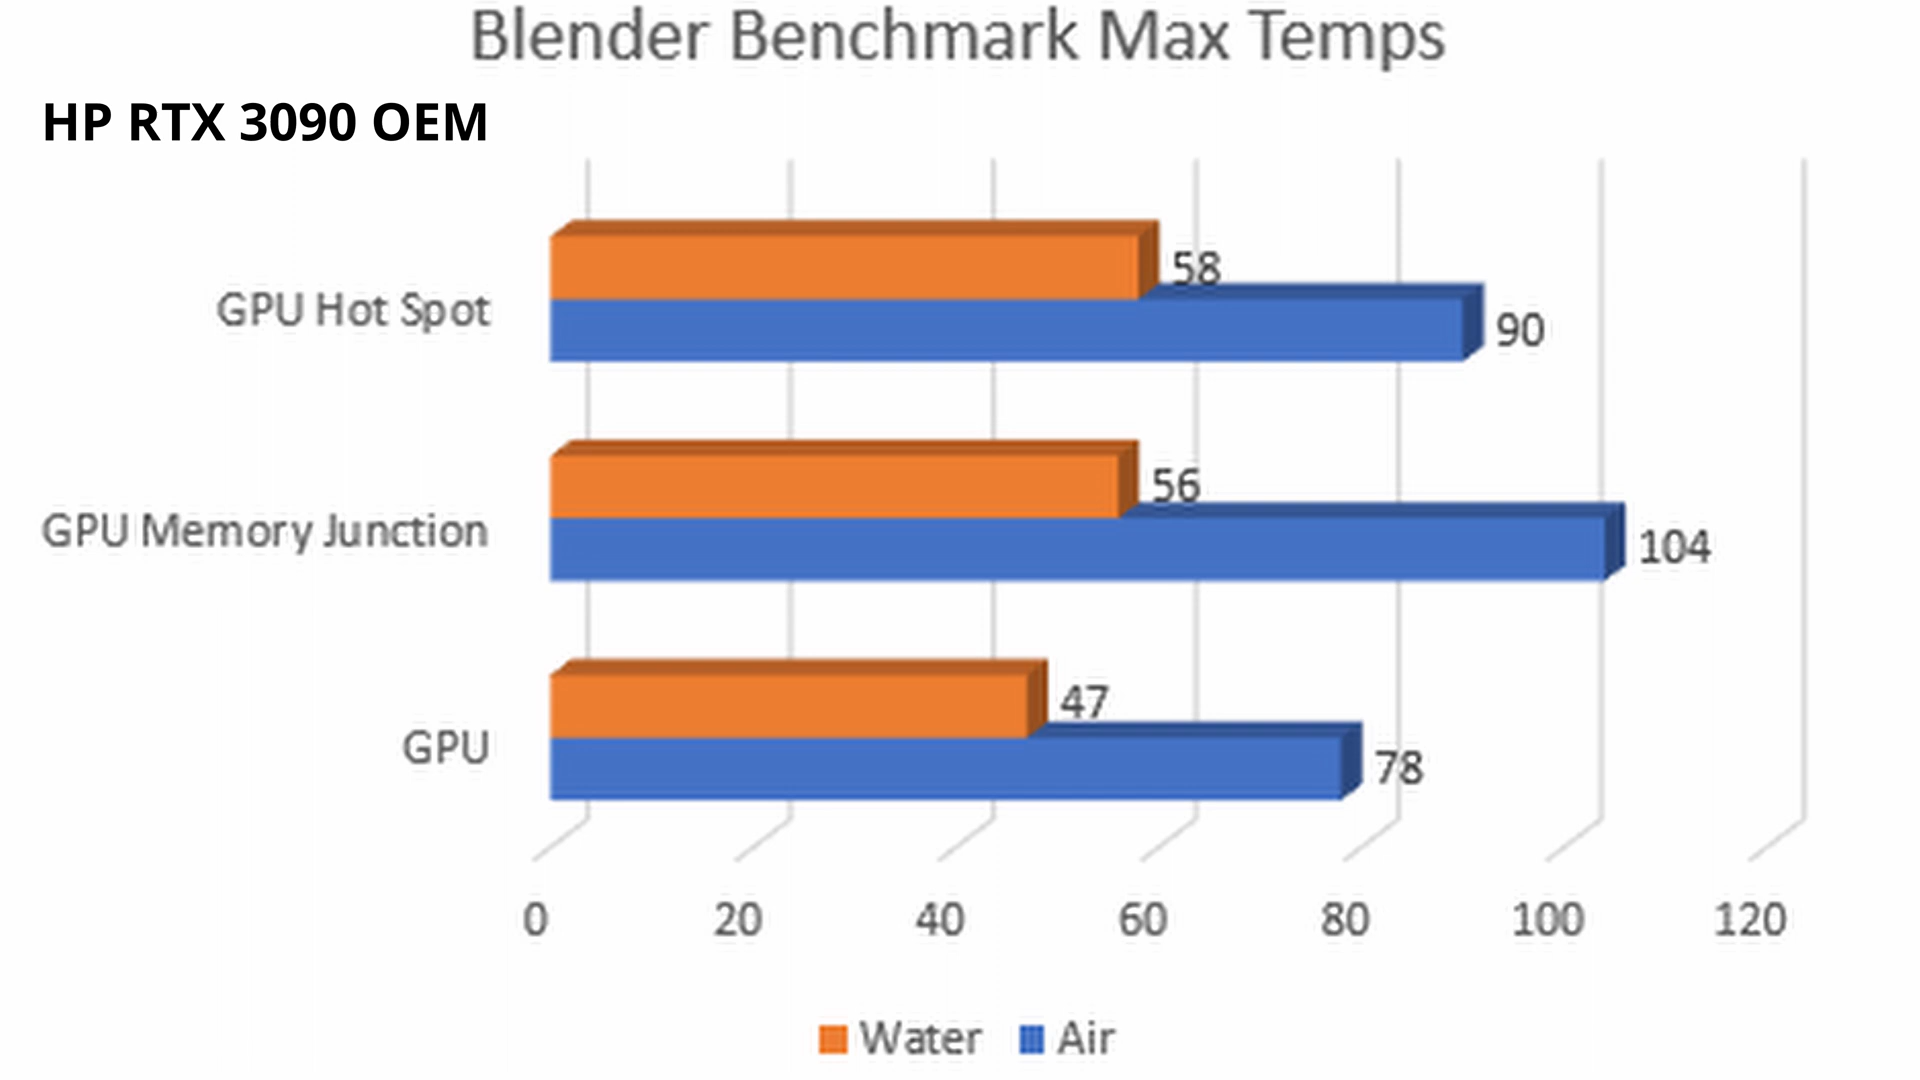 Blender Benchmark Max Temps
HP RTX 3090 OEM
GPU Hot Spot
58
90
GPU Memory Junction
56
104
GPU
47
78
0 20 40 60 80 100 120
Water Air